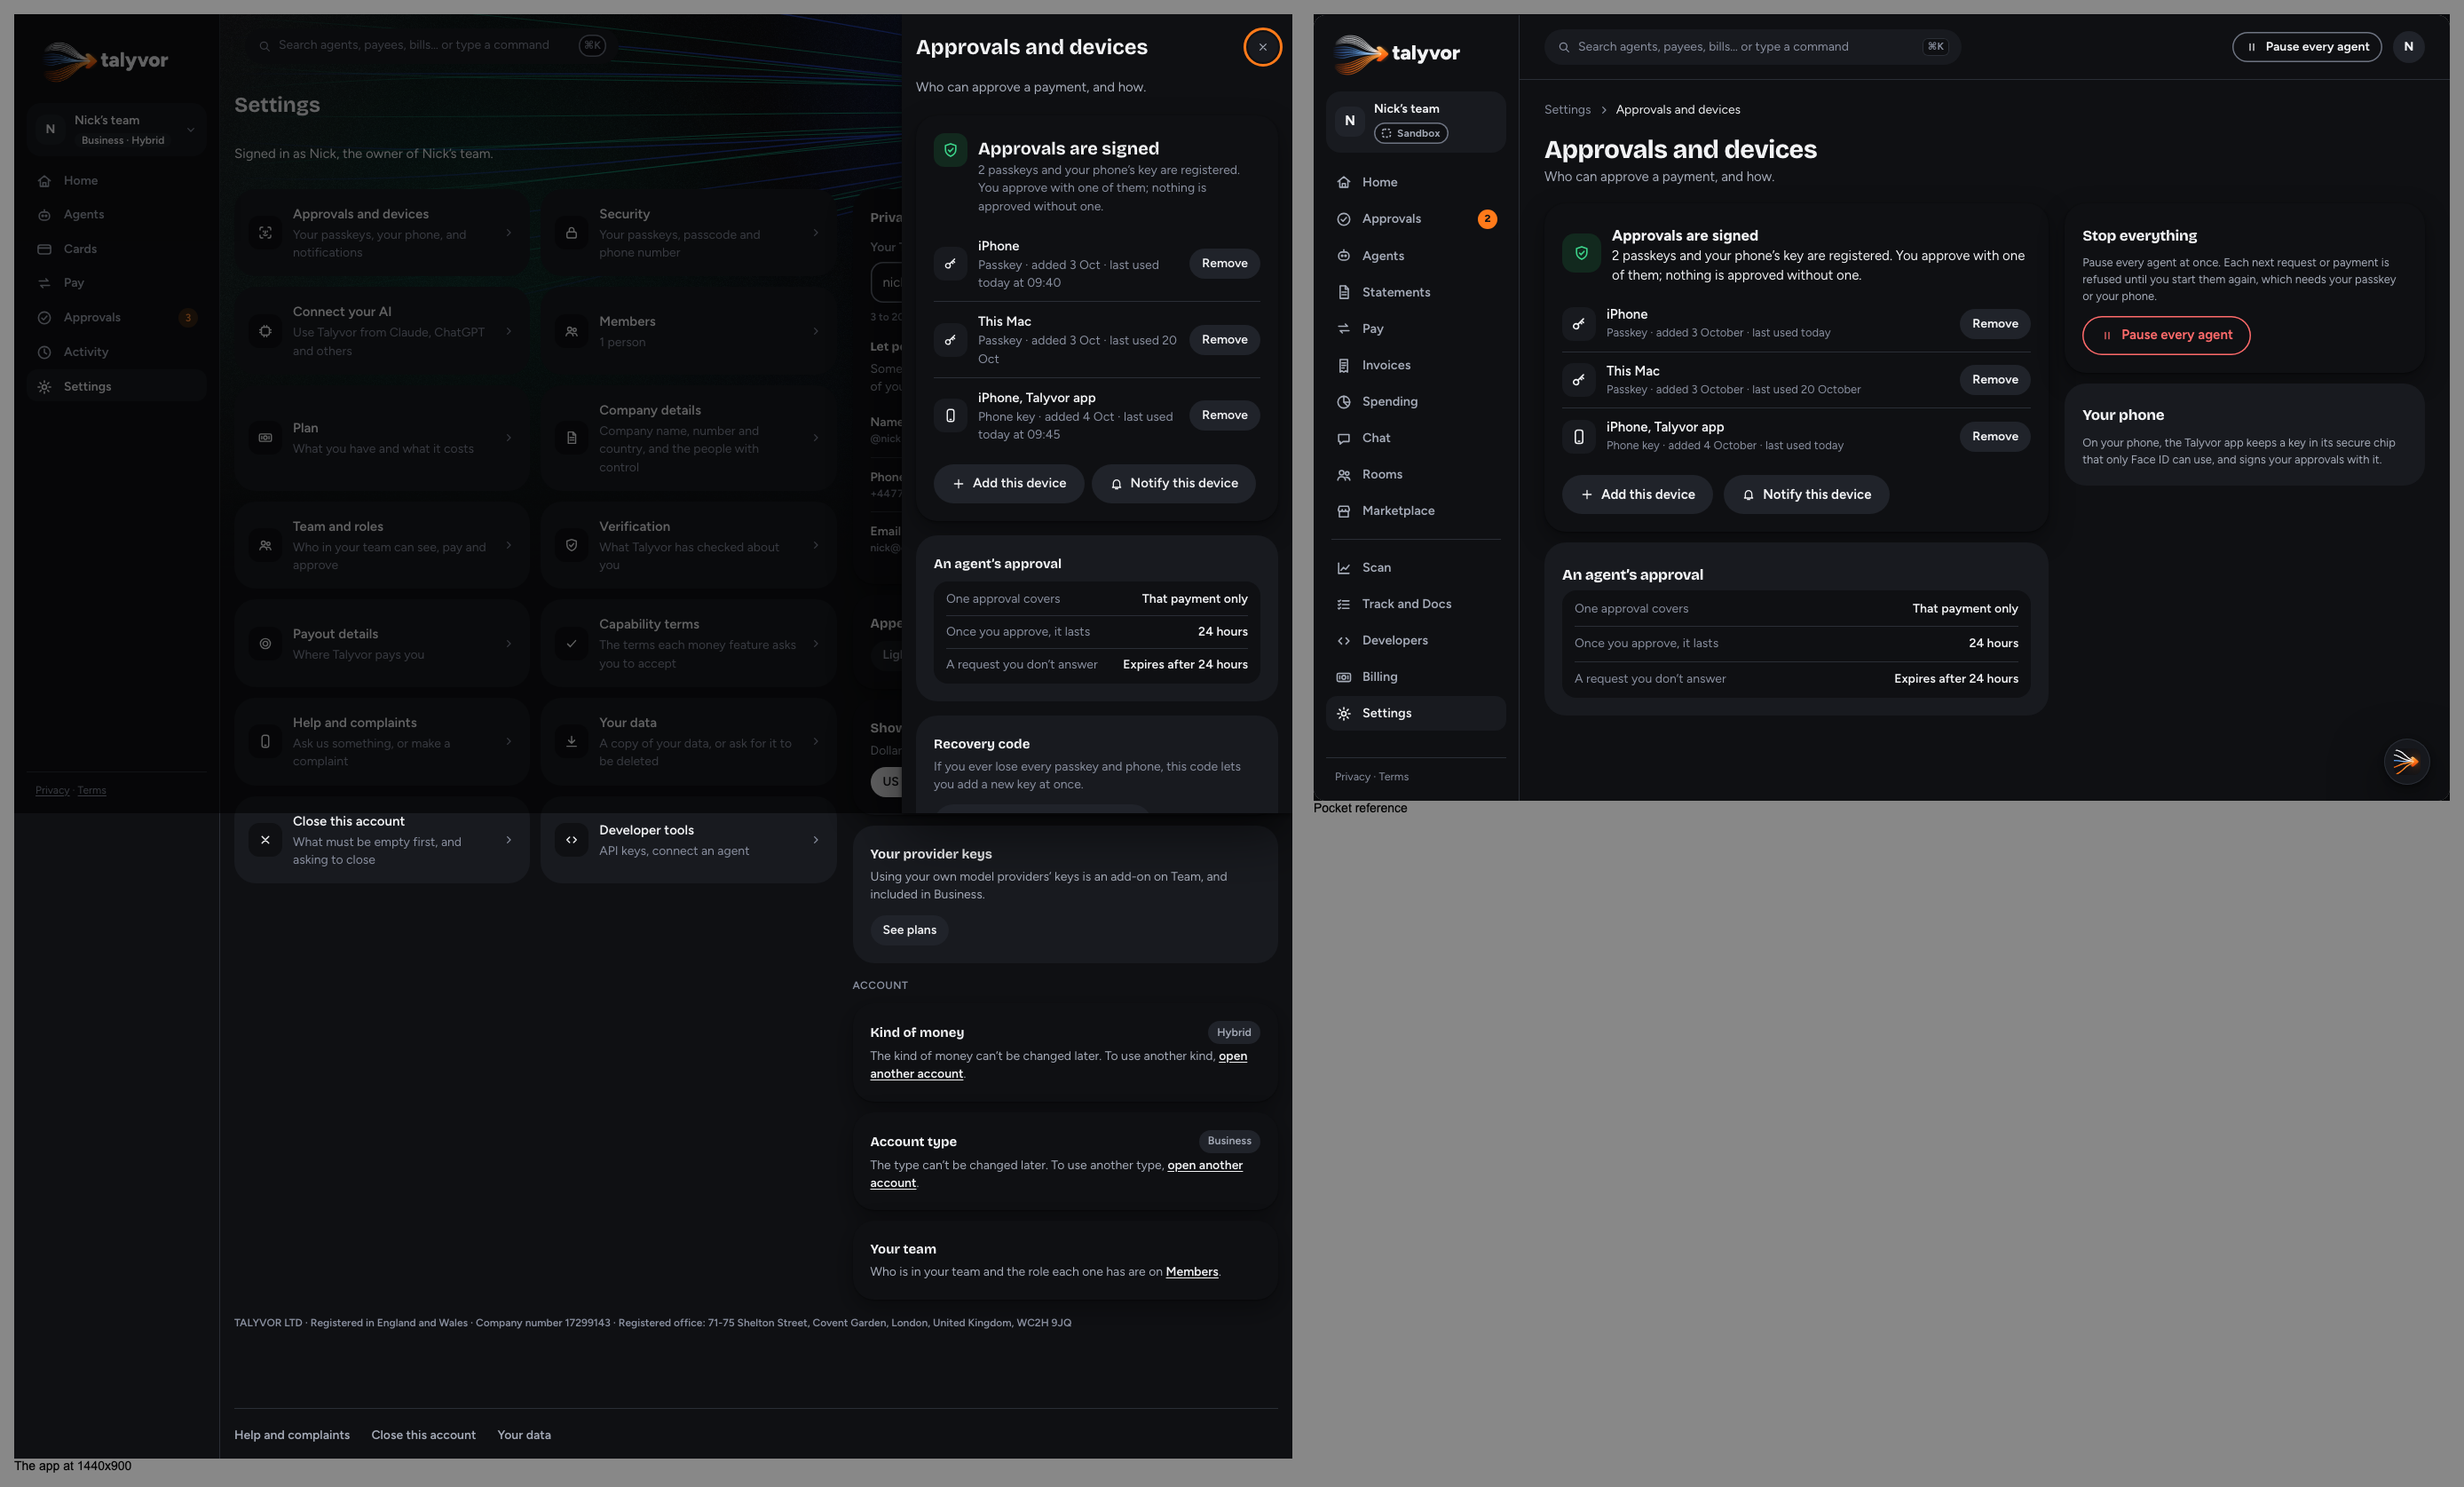 talyvor
Search agents, payees, bills... or type a command
⌘K
N
Nick's team
Business · Hybrid
Home
Agents
Cards
Pay
Approvals
3
Activity
Settings
Privacy · Terms
Settings
Signed in as Nick, the owner of Nick's team.
Approvals and devices
Your passkeys, your phone, and
notifications
Security
Your passkeys, passcode and
phone number
Connect your AI
Use Talyvor from Claude, ChatGPT
and others
Members
1 person
Plan
What you have and what it costs
Company details
Company name, number and
country, and the people with
control
Team and roles
Who in your team can see, pay and
approve
Verification
What Talyvor has checked about
you
Payout details
Where Talyvor pays you
Capability terms
The terms each money feature asks
you to accept
Help and complaints
Ask us something, or make a
complaint
Your data
A copy of your data, or ask for it to
be deleted
Close this account
What must be empty first, and
asking to close
Developer tools
API keys, connect an agent
Priva
Your T
nick
3 to 20
Let pe
Some
of you
Name
@nick
Phone
+4477
Email
nick@
Appe
Ligh
Show
Dollar
US
Approvals and devices
Who can approve a payment, and how.
Approvals are signed
2 passkeys and your phone's key are registered.
You approve with one of them; nothing is
approved without one.
iPhone
Passkey · added 3 Oct · last used
today at 09:40
Remove
This Mac
Passkey · added 3 Oct · last used 20
Oct
Remove
iPhone, Talyvor app
Phone key · added 4 Oct · last used
today at 09:45
Remove
Add this device
Notify this device
An agent's approval
One approval covers That payment only
Once you approve, it lasts 24 hours
A request you don't answer Expires after 24 hours
Recovery code
If you ever lose every passkey and phone, this code lets
you add a new key at once.
Your provider keys
Using your own model providers' keys is an add-on on Team, and
included in Business.
See plans
ACCOUNT
Kind of money
Hybrid
The kind of money can't be changed later. To use another kind, open
another account.
Account type
Business
The type can't be changed later. To use another type, open another
account.
Your team
Who is in your team and the role each one has are on Members.
TALYVOR LTD · Registered in England and Wales · Company number 17299143 · Registered office: 71-75 Shelton Street, Covent Garden, London, United Kingdom, WC2H 9JQ
Help and complaints
Close this account
Your data
The app at 1440x900
talyvor
Search agents, payees, bills... or type a command
⌘K
Pause every agent
N
N
Nick's team
Sandbox
Home
Approvals
2
Agents
Statements
Pay
Invoices
Spending
Chat
Rooms
Marketplace
Scan
Track and Docs
Developers
Billing
Settings
Privacy · Terms
Settings > Approvals and devices
Approvals and devices
Who can approve a payment, and how.
Approvals are signed
2 passkeys and your phone's key are registered. You approve with one
of them; nothing is approved without one.
iPhone
Passkey · added 3 October · last used today
Remove
This Mac
Passkey · added 3 October · last used 20 October
Remove
iPhone, Talyvor app
Phone key · added 4 October · last used today
Remove
Add this device
Notify this device
An agent's approval
One approval covers That payment only
Once you approve, it lasts 24 hours
A request you don't answer Expires after 24 hours
Stop everything
Pause every agent at once. Each next request or payment is
refused until you start them again, which needs your passkey
or your phone.
Pause every agent
Your phone
On your phone, the Talyvor app keeps a key in its secure chip
that only Face ID can use, and signs your approvals with it.
Pocket reference